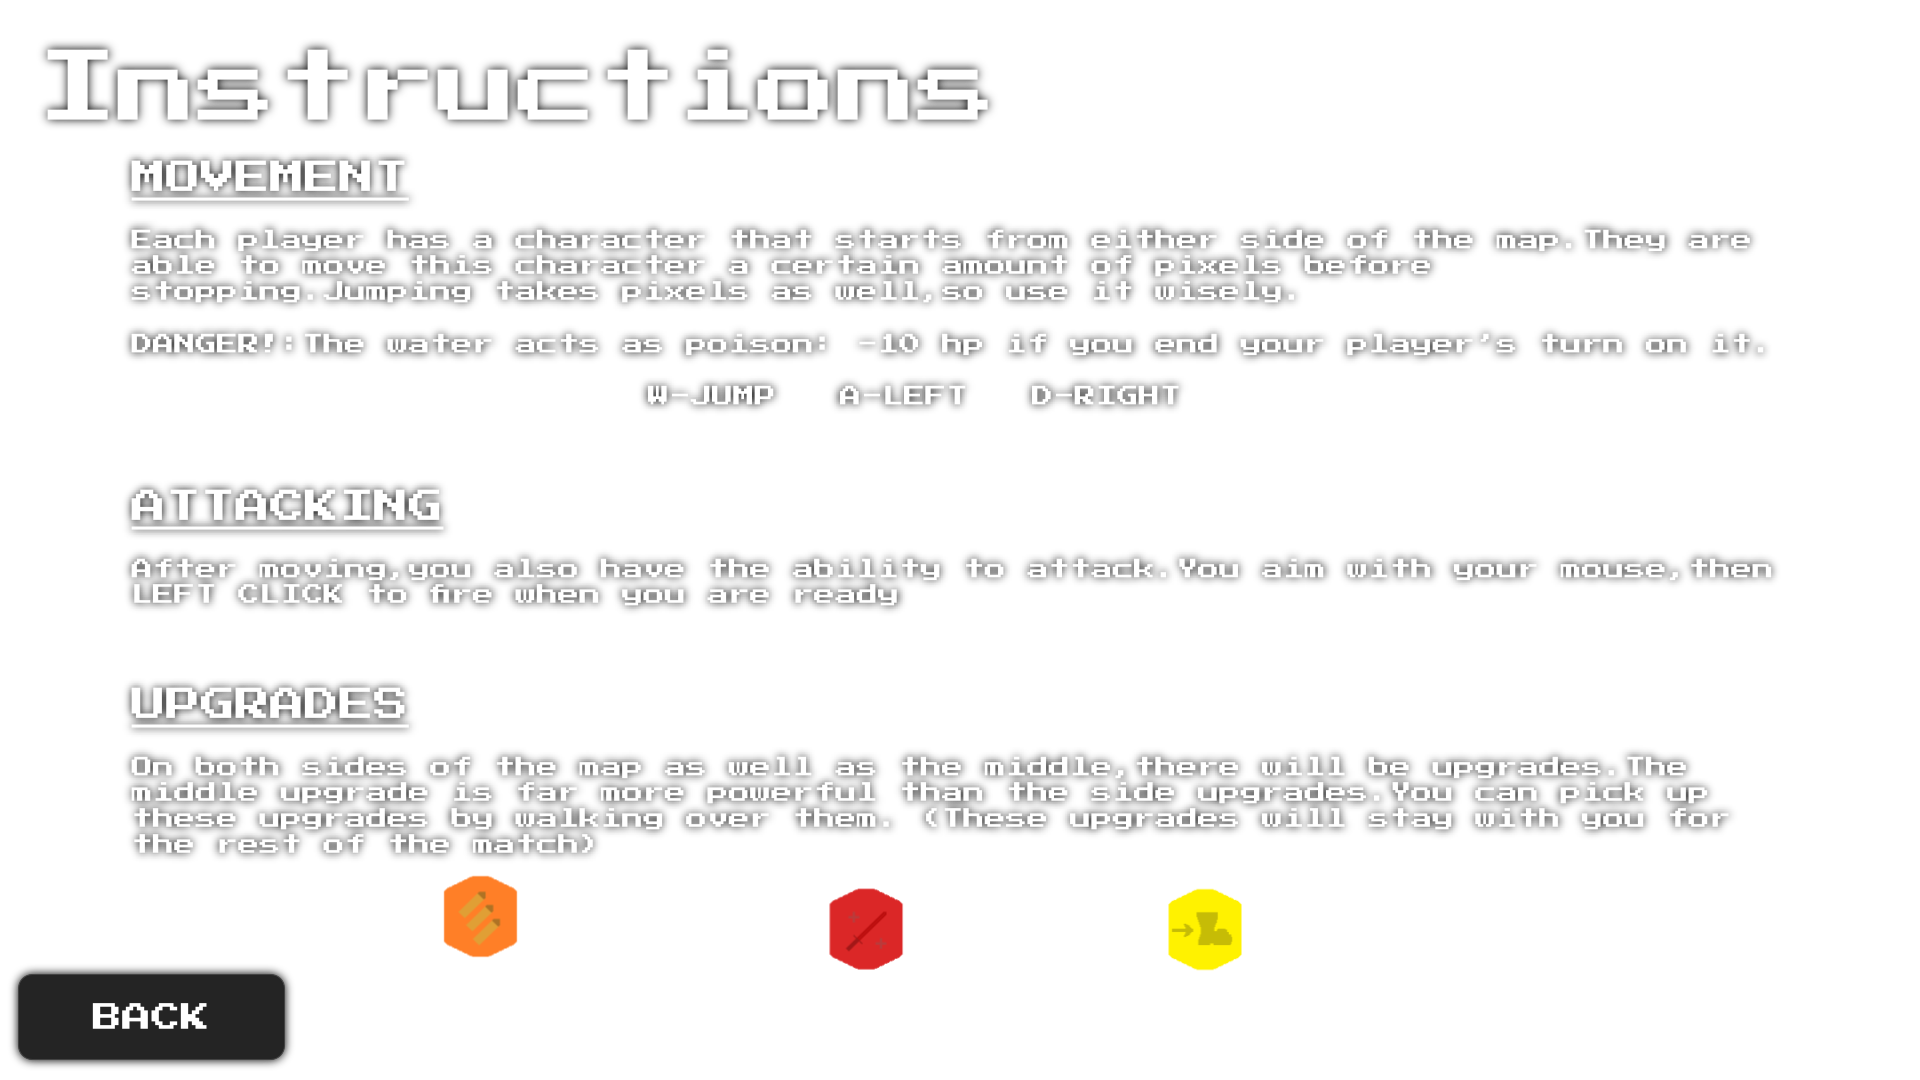 Instructions
MOVEMENT
Each player has a character that starts from either side of the map.They are
able to move this character a certain amount of pixels before
stopping.Jumping takes pixels as well,so use it wisely.
DANGER!:The water acts as poison: -10 hp if you end your player's turn on it.
W-JUMP A-LEFT D-RIGHT
ATTACKING
After moving,you also have the ability to attack.You aim with your mouse,then
LEFT CLICK to fire when you are ready
UPGRADES
On both sides of the map as well as the middle,there will be upgrades.The
middle upgrade is far more powerful than the side upgrades.You can pick up
these upgrades by walking over them. (These upgrades will stay with you for
the rest of the match)
BACK